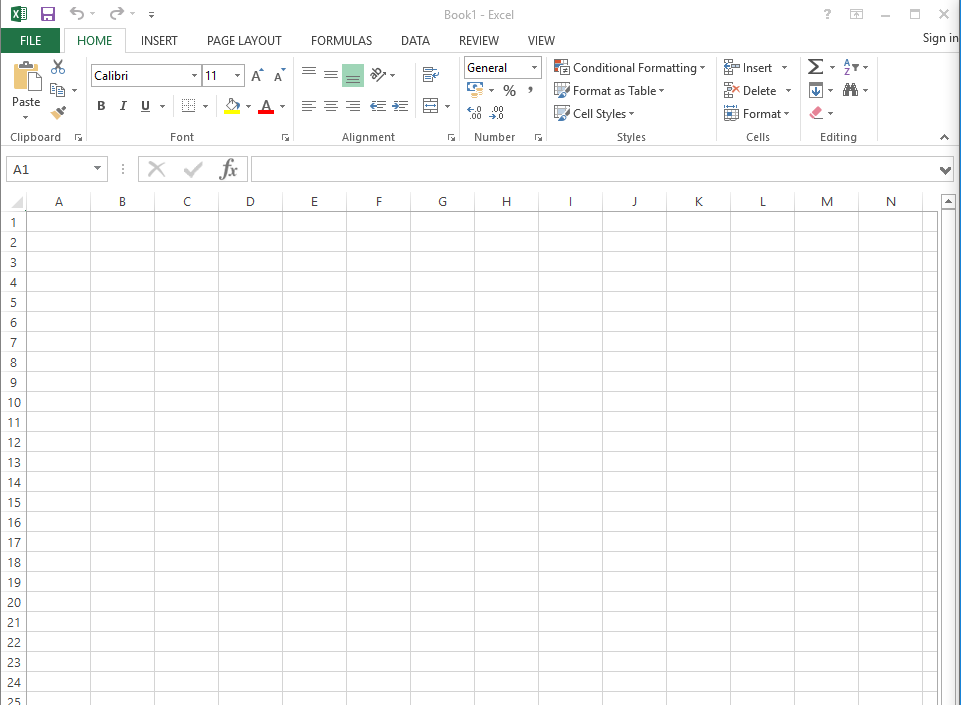 Book1 - Excel
?
FILE HOME INSERT PAGE LAYOUT FORMULAS DATA REVIEW VIEW Sign in
Paste
Calibri 11
B I U A
General
% ,
Conditional Formatting
Format as Table
Cell Styles
Insert
Delete
Format
Clipboard Font Alignment Number Styles Cells Editing
A1 fx
A B C D E F G H I J K L M N
1
2
3
4
5
6
7
8
9
10
11
12
13
14
15
16
17
18
19
20
21
22
23
24
25